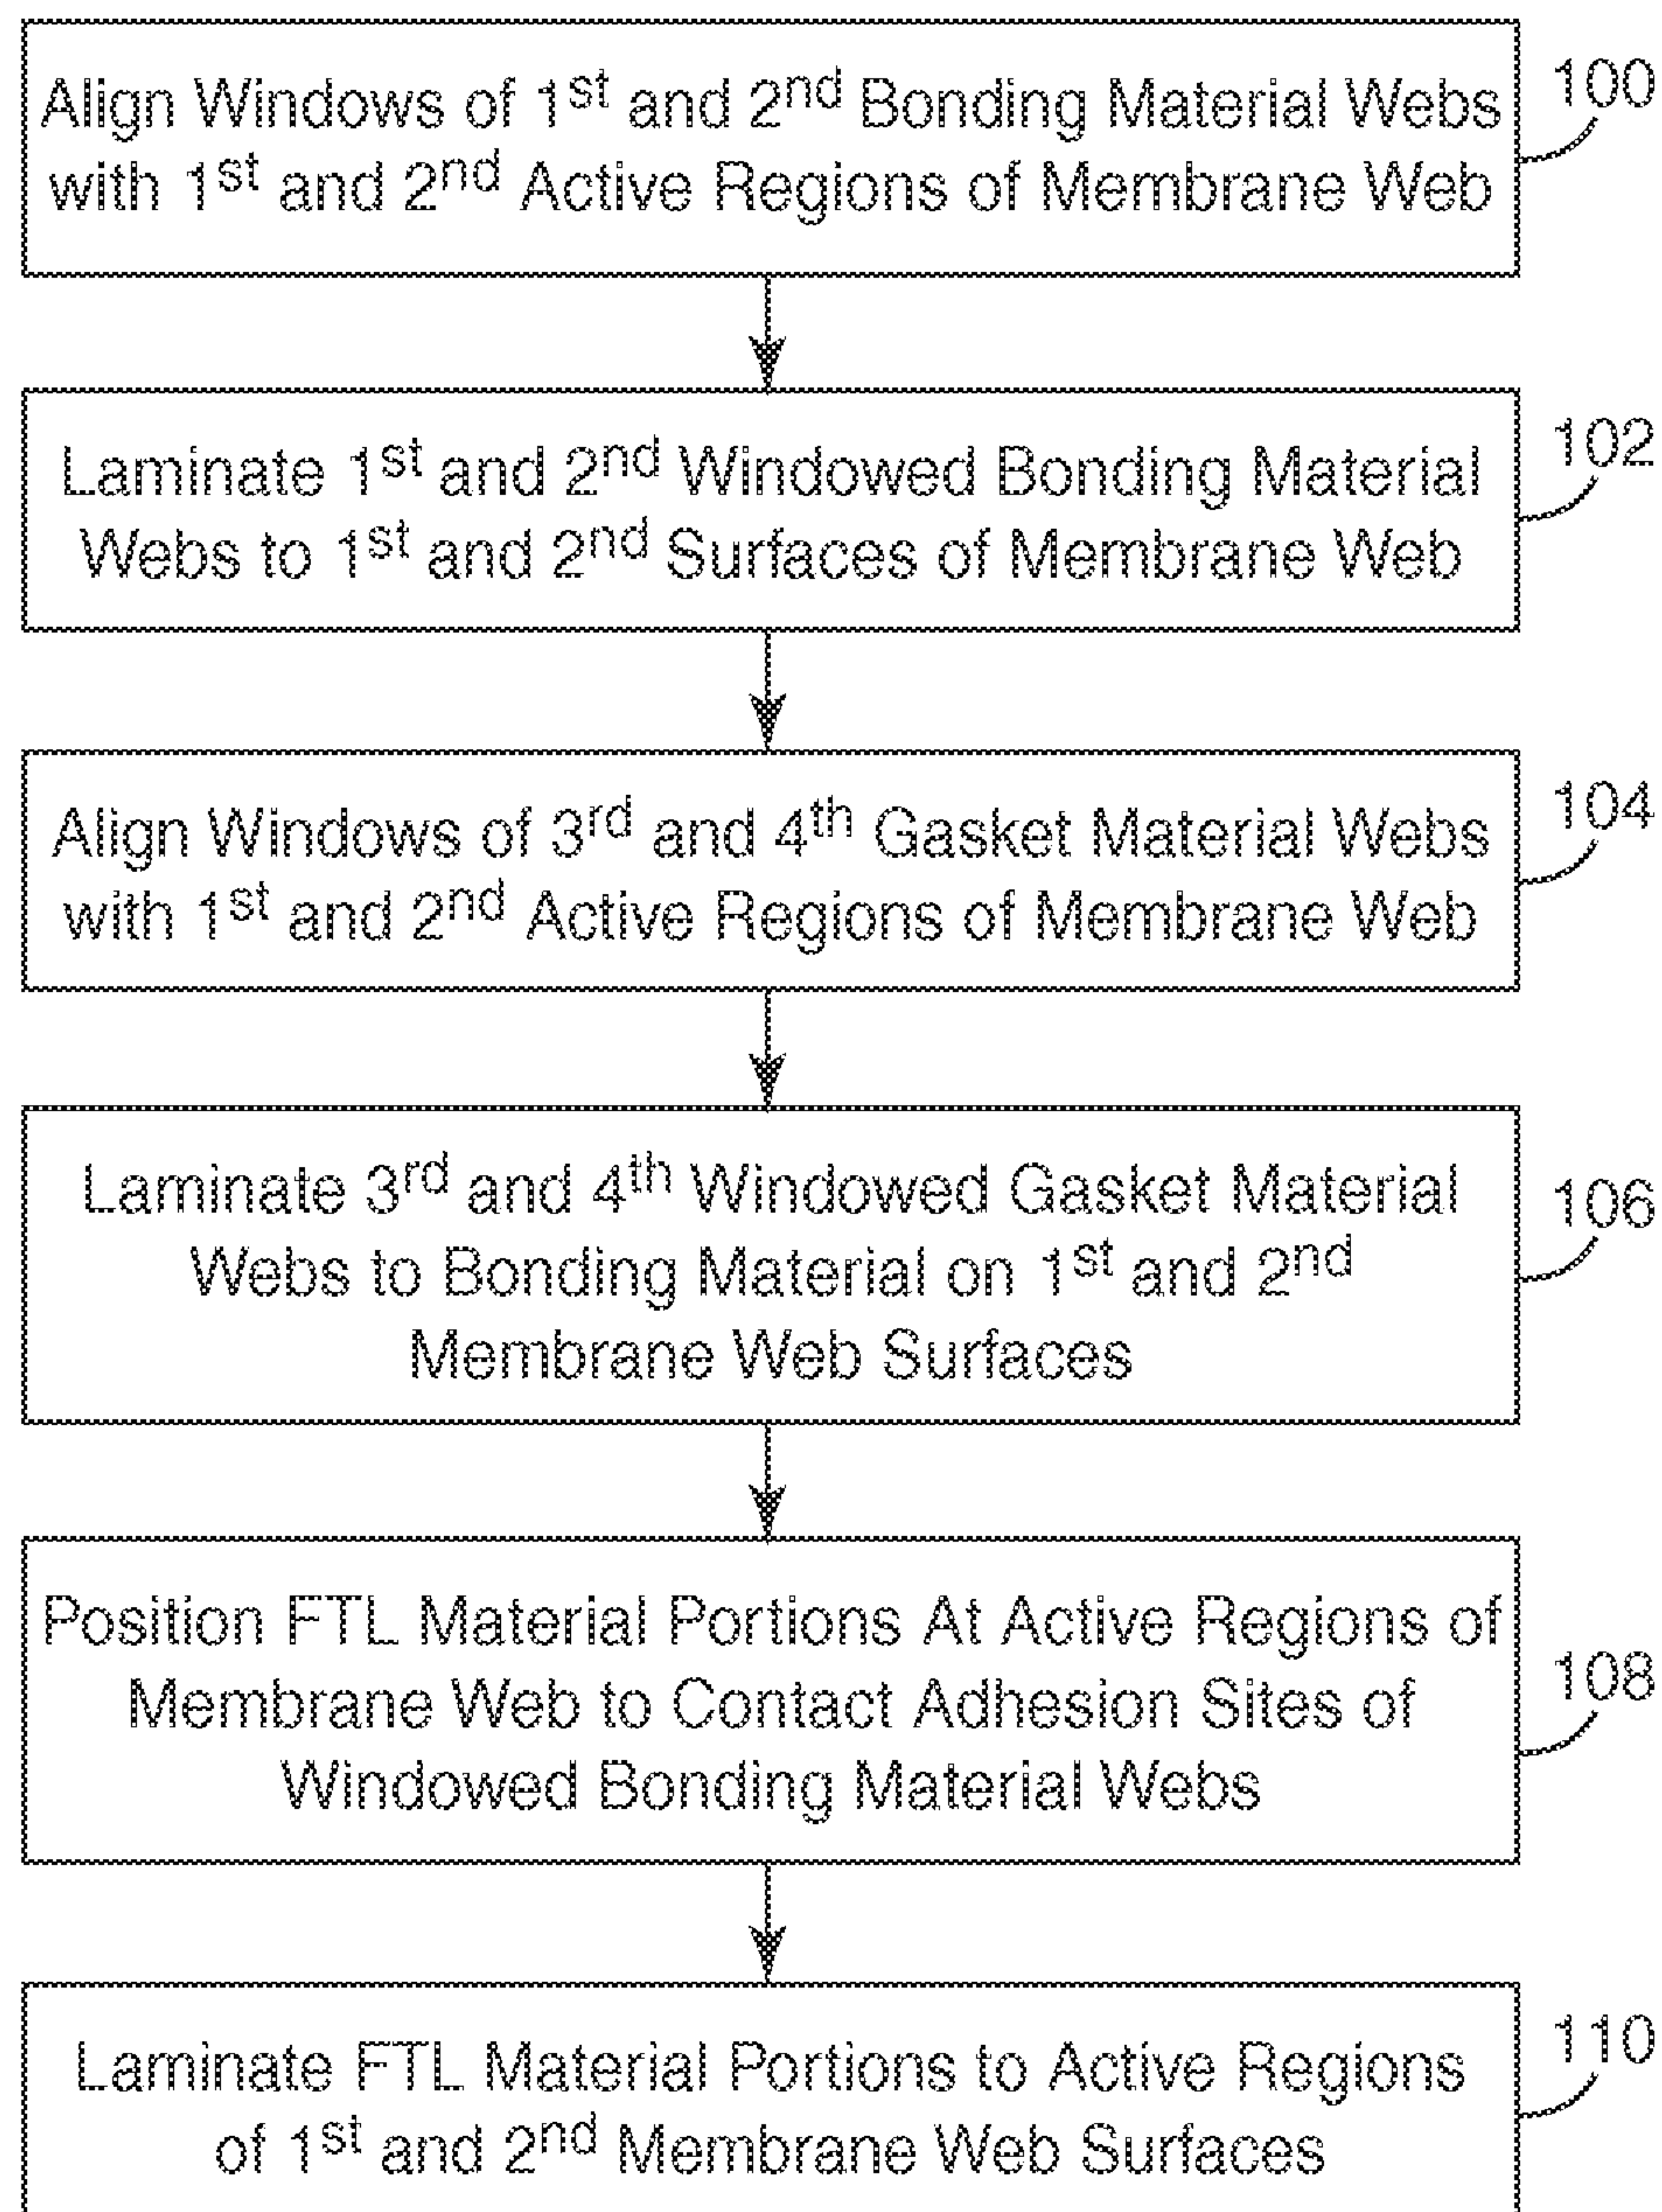 Align Windows of 1st and 2nd Bonding Material Webs
with 1st and 2nd Active Regions of Membrane Web
100
Laminate 1st and 2nd Windowed Bonding Material
Webs to 1st and 2nd Surfaces of Membrane Web
102
Align Windows of 3rd and 4th Gasket Material Webs
with 1st and 2nd Active Regions of Membrane Web
104
Laminate 3rd and 4th Windowed Gasket Material
Webs to Bonding Material on 1st and 2nd
Membrane Web Surfaces
106
Position FTL Material Portions At Active Regions of
Membrane Web to Contact Adhesion Sites of
Windowed Bonding Material Webs
108
Laminate FTL Material Portions to Active Regions
of 1st and 2nd Membrane Web Surfaces
110